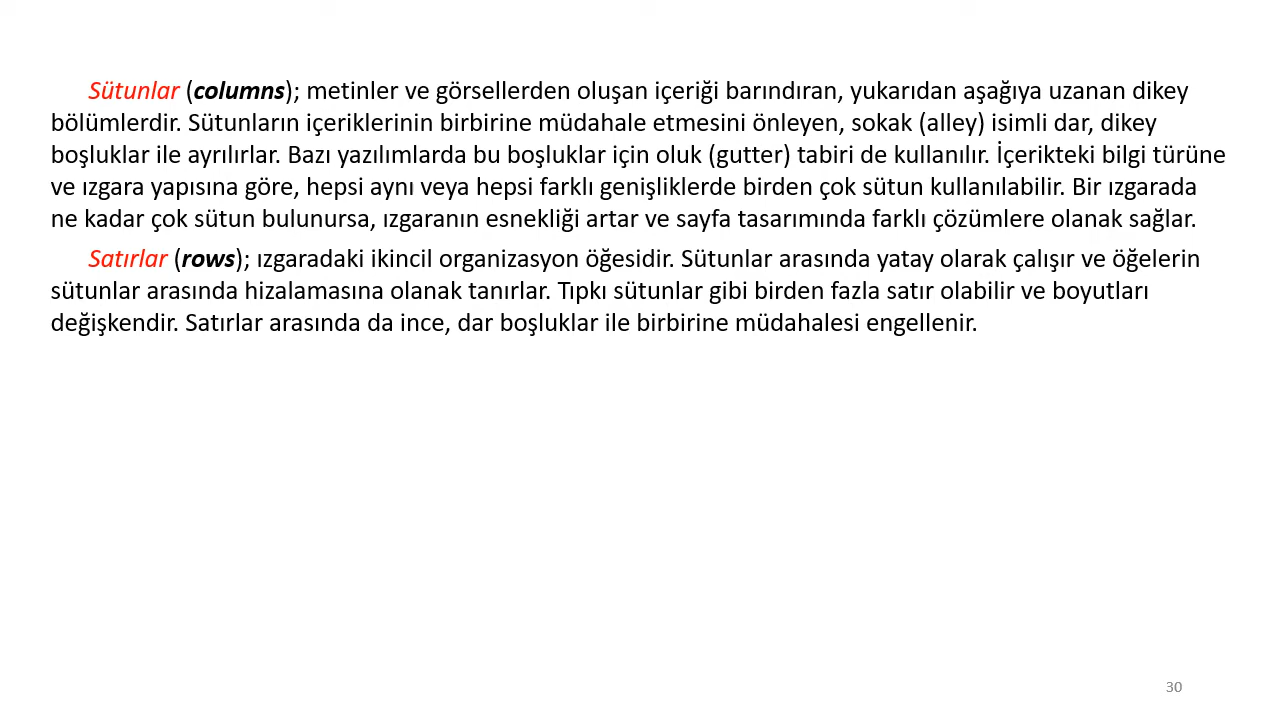 Sütunlar (columns); metinler ve görsellerden oluşan içeriği barındıran, yukarıdan aşağıya uzanan dikey
bölümlerdir. Sütunların içeriklerinin birbirine müdahale etmesini önleyen, sokak (alley) isimli dar, dikey
boşluklar ile ayrılırlar. Bazı yazılımlarda bu boşluklar için oluk (gutter) tabiri de kullanılır. İçerikteki bilgi türüne
ve ızgara yapısına göre, hepsi aynı veya hepsi farklı genişliklerde birden çok sütun kullanılabilir. Bir ızgarada
ne kadar çok sütun bulunursa, ızgaranın esnekliği artar ve sayfa tasarımında farklı çözümlere olanak sağlar.
Satırlar (rows); ızgaradaki ikincil organizasyon öğesidir. Sütunlar arasında yatay olarak çalışır ve öğelerin
sütunlar arasında hizalamasına olanak tanırlar. Tıpkı sütunlar gibi birden fazla satır olabilir ve boyutları
değişkendir. Satırlar arasında da ince, dar boşluklar ile birbirine müdahalesi engellenir.
30